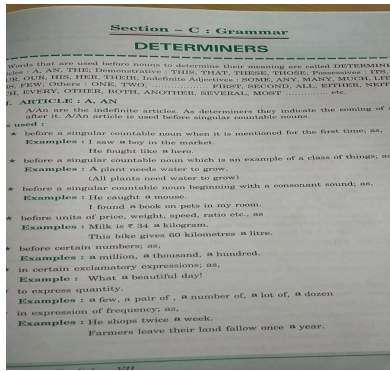 Section - C : Grammar
DETERMINERS
Words that are used before nouns to determine their meaning are called DETERMINE
cles : A, AN, THE; Demonstrative : THIS, THAT, THESE, THOSE; Possessives : ITS,
UR, OUR, HIS, HER, THEIR; Indefinite Adjectives : SOME, ANY, MANY, MUCH, LIT
FEW; Others : ONE, TWO, .................. FIRST, SECOND, ALL, EITHER, NEIT
CH, EVERY, OTHER, BOTH, ANOTHER, SEVERAL, MOST ............... etc.
I. ARTICLE : A, AN
A/An are the indefinite articles. As determiners they indicate the coming of
after it. A/An article is used before singular countable nouns.
used :
★ before a singular countable noun when it is mentioned for the first time; as,
Examples : I saw a boy in the market.
He fought like a hero.
★ before a singular countable noun which is an example of a class of things; as
Examples : A plant needs water to grow.
(All plants need water to grow)
★ before a singular countable noun beginning with a consonant sound; as,
Examples : He caught a mouse.
I found a book on pets in my room.
★ before units of price, weight, speed, ratio etc., as
Examples : Milk is ₹ 34 a kilogram.
This bike gives 60 kilometres a litre.
★ before certain numbers; as,
Examples : a million, a thousand, a hundred.
★ in certain exclamatory expressions; as,
Example : What a beautiful day!
★ to express quantity.
Examples : a few, a pair of , a number of, a lot of, a dozen
★ in expression of frequency; as,
Examples : He shops twice a week.
Farmers leave their land fallow once a year.
VII